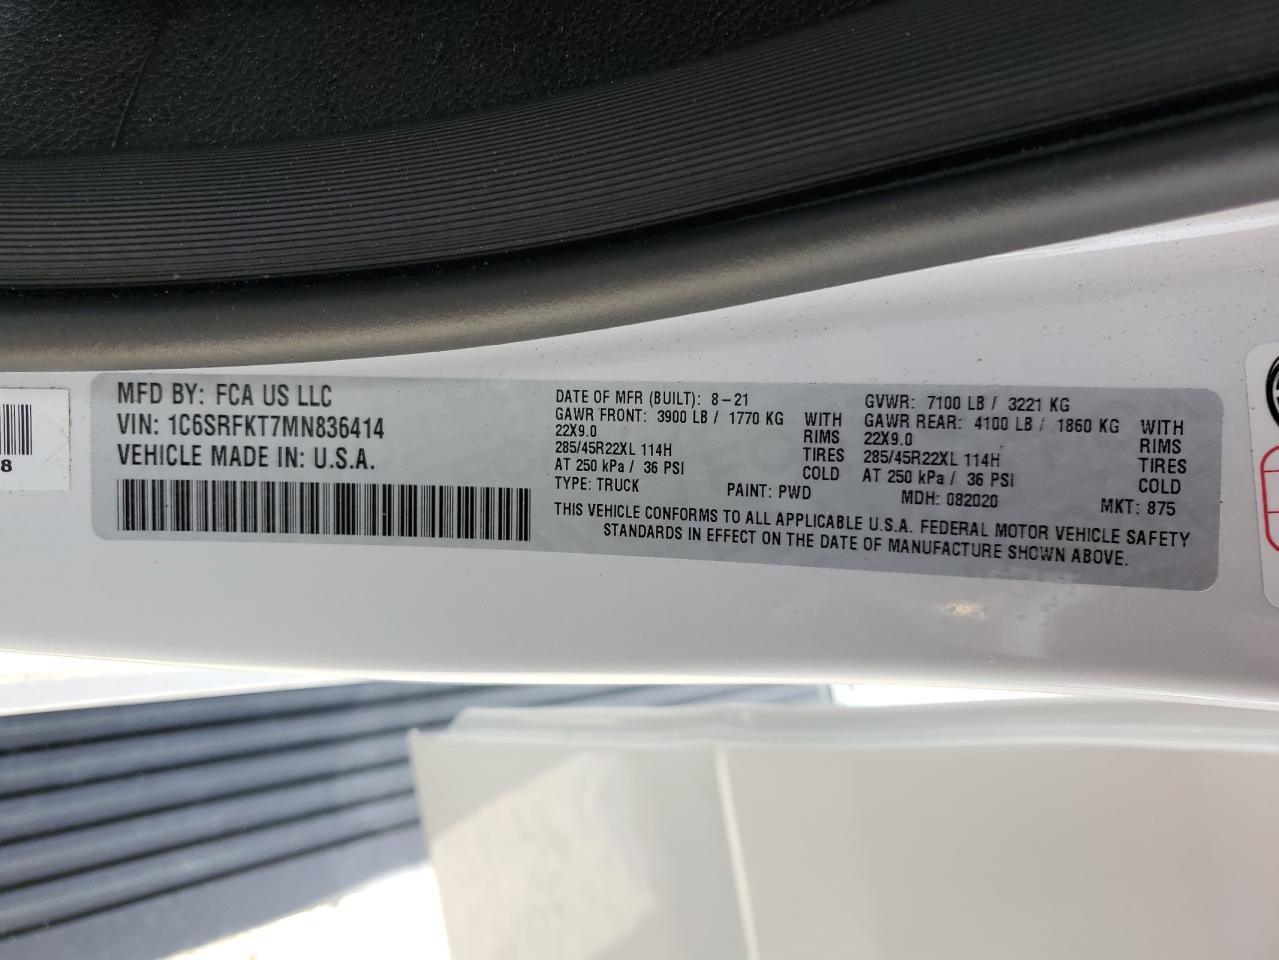 MFD BY: FCA US LLC
VIN: 1C6SRFKT7MN836414
VEHICLE MADE IN: U.S.A.
DATE OF MFR (BUILT): 8-21
GAWR FRONT: 3900 LB / 1770 KG WITH
22X9.0 RIMS
285/45R22XL 114H TIRES
AT 250 kPa / 36 PSI COLD
TYPE: TRUCK PAINT: PWD
GVWR: 7100 LB / 3221 KG
GAWR REAR: 4100 LB / 1860 KG WITH
22X9.0 RIMS
285/45R22XL 114H TIRES
AT 250 kPa / 36 PSI COLD
MDH: 082020 MKT: 875
THIS VEHICLE CONFORMS TO ALL APPLICABLE U.S.A. FEDERAL MOTOR VEHICLE SAFETY
STANDARDS IN EFFECT ON THE DATE OF MANUFACTURE SHOWN ABOVE.
8